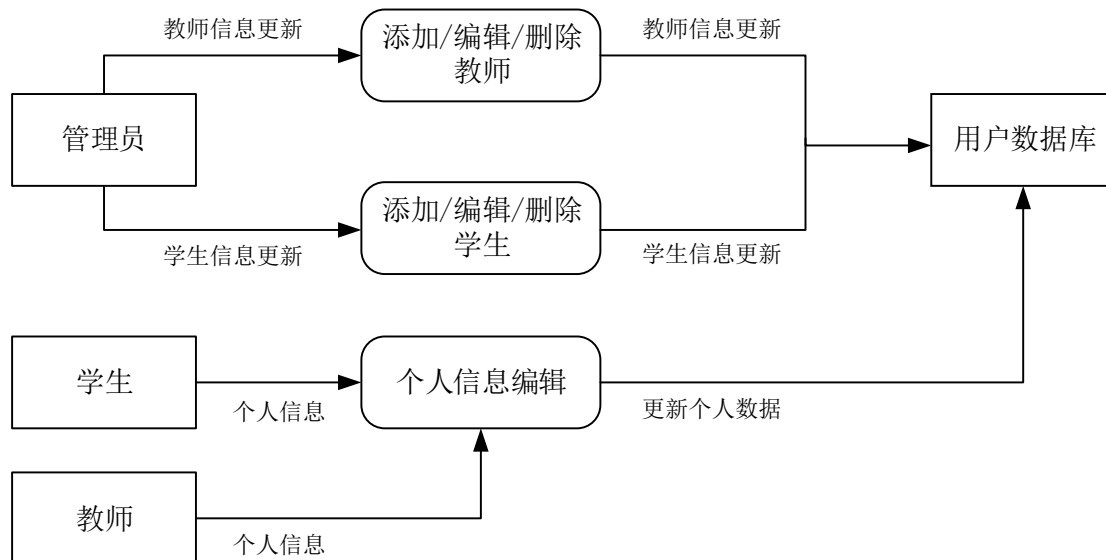 教师信息更新
添加/编辑/删除
教师
教师信息更新
管理员
用户数据库
添加/编辑/删除
学生
学生信息更新
学生信息更新
学生
个人信息编辑
个人信息
更新个人数据
教师
个人信息